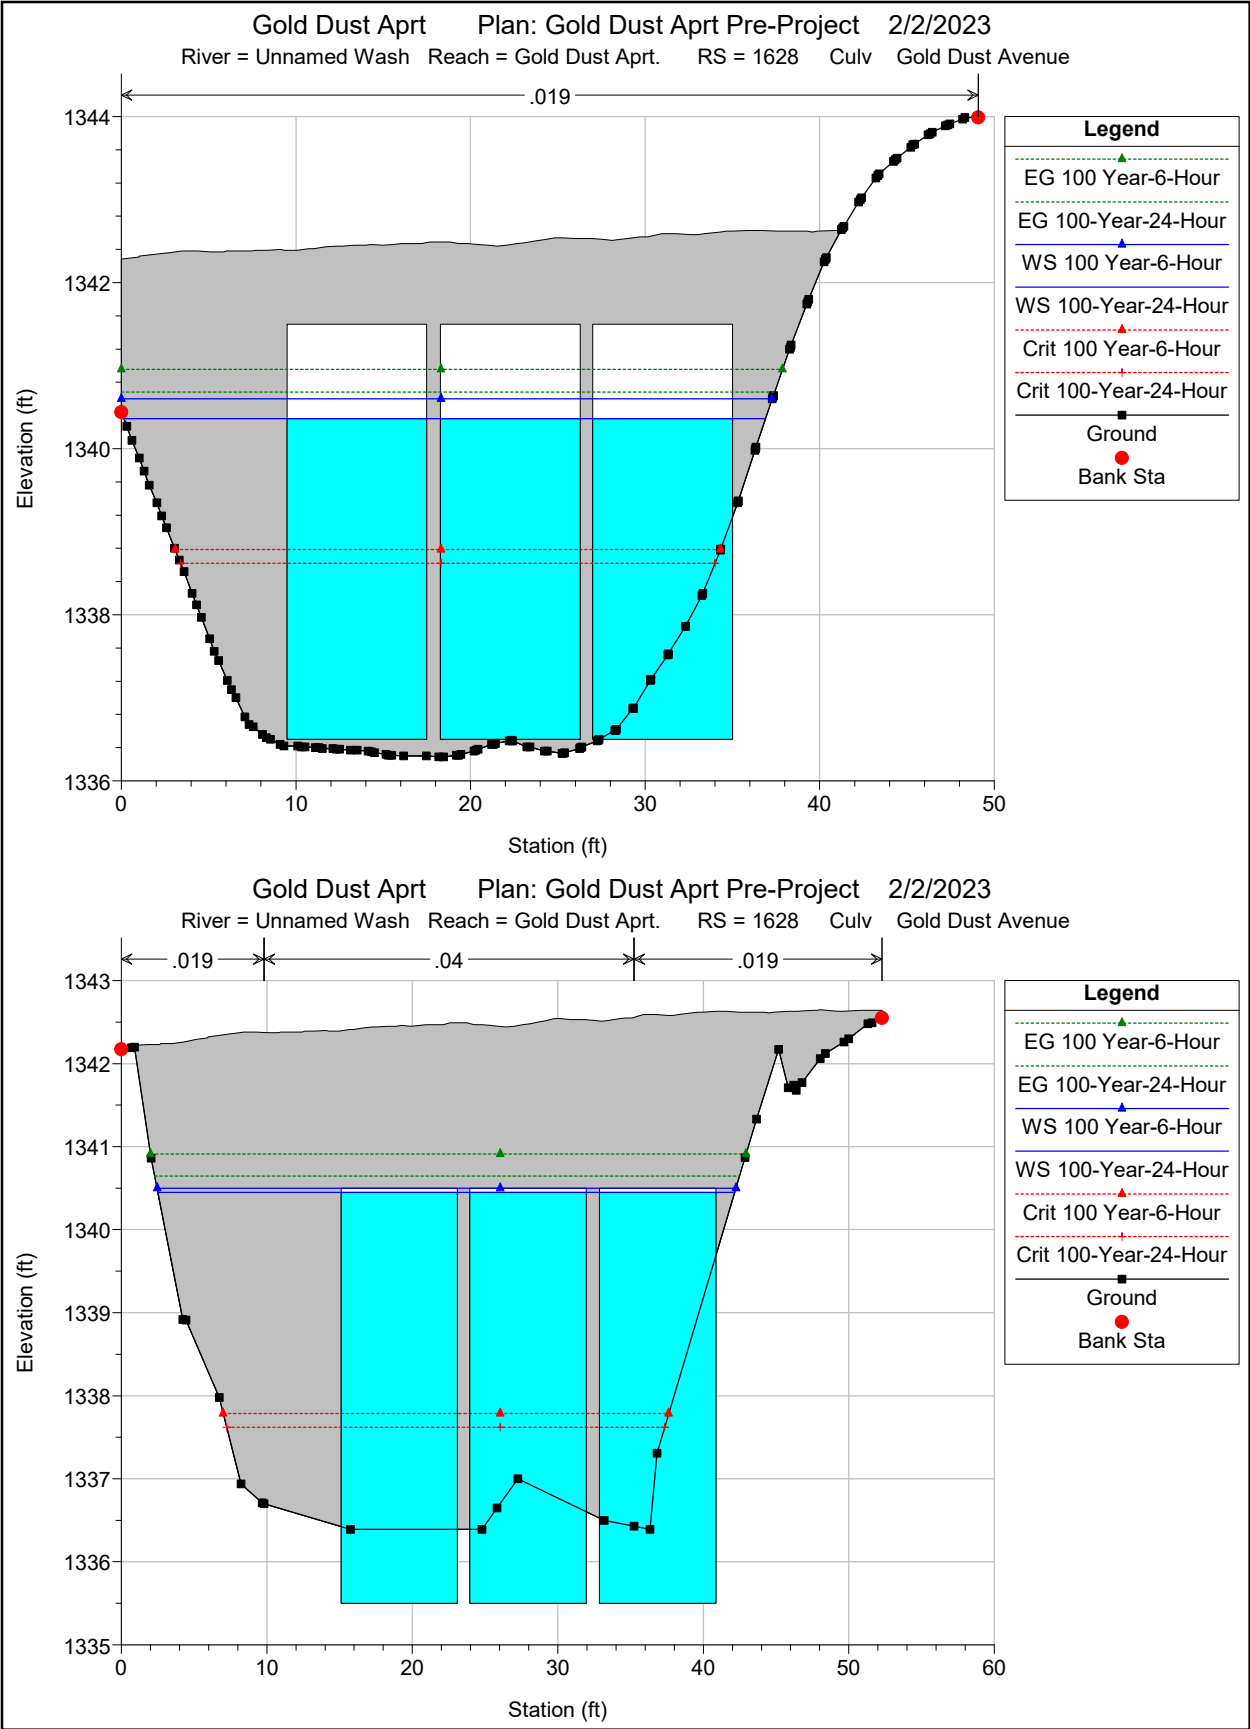 Gold Dust Aprt Plan: Gold Dust Aprt Pre-Project 2/2/2023
River = Unnamed Wash Reach = Gold Dust Aprt. RS = 1628 Culv Gold Dust Avenue
.019
1344
1342
1340
1338
1336
Elevation (ft)
0 10 20 30 40 50
Station (ft)
Legend
EG 100 Year-6-Hour
EG 100-Year-24-Hour
WS 100 Year-6-Hour
WS 100-Year-24-Hour
Crit 100 Year-6-Hour
Crit 100-Year-24-Hour
Ground
Bank Sta
Gold Dust Aprt Plan: Gold Dust Aprt Pre-Project 2/2/2023
River = Unnamed Wash Reach = Gold Dust Aprt. RS = 1628 Culv Gold Dust Avenue
.019 .04 .019
1343
1342
1341
1340
1339
1338
1337
1336
1335
Elevation (ft)
0 10 20 30 40 50 60
Station (ft)
Legend
EG 100 Year-6-Hour
EG 100-Year-24-Hour
WS 100 Year-6-Hour
WS 100-Year-24-Hour
Crit 100 Year-6-Hour
Crit 100-Year-24-Hour
Ground
Bank Sta